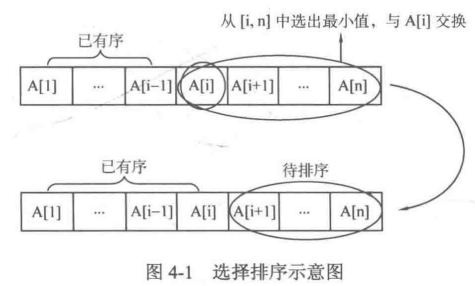 从 [i, n] 中选出最小值，与 A[i] 交换
已有序
A[1] ... A[i−1] A[i] A[i+1] ... A[n]
已有序 待排序
A[1] ... A[i−1] A[i] A[i+1] ... A[n]
图 4-1 选择排序示意图